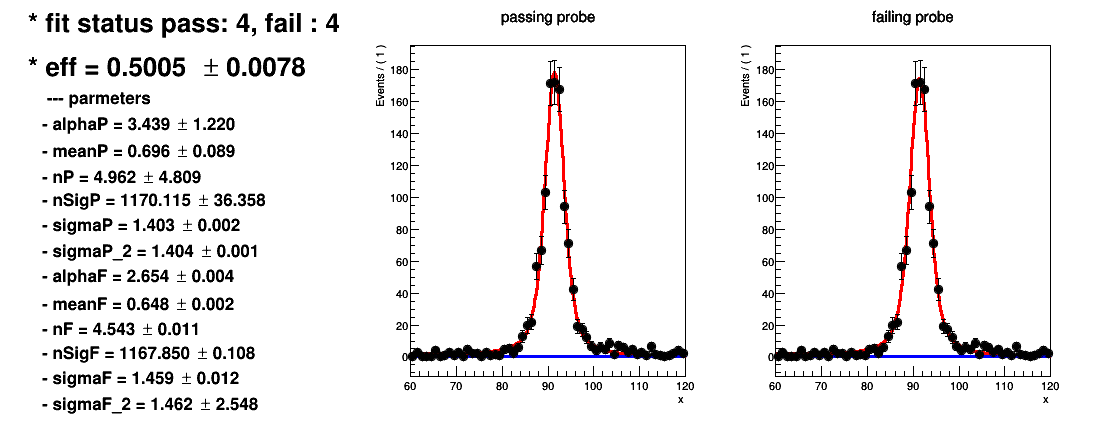 * fit status pass: 4, fail : 4
* eff = 0.5005 ± 0.0078
--- parmeters
- alphaP = 3.439 ± 1.220
- meanP = 0.696 ± 0.089
- nP = 4.962 ± 4.809
- nSigP = 1170.115 ± 36.358
- sigmaP = 1.403 ± 0.002
- sigmaP_2 = 1.404 ± 0.001
- alphaF = 2.654 ± 0.004
- meanF = 0.648 ± 0.002
- nF = 4.543 ± 0.011
- nSigF = 1167.850 ± 0.108
- sigmaF = 1.459 ± 0.012
- sigmaF_2 = 1.462 ± 2.548
passing probe
Events / ( 1 )
180
160
140
120
100
80
60
40
20
0
60 70 80 90 100 110 120
x
failing probe
Events / ( 1 )
180
160
140
120
100
80
60
40
20
0
60 70 80 90 100 110 120
x